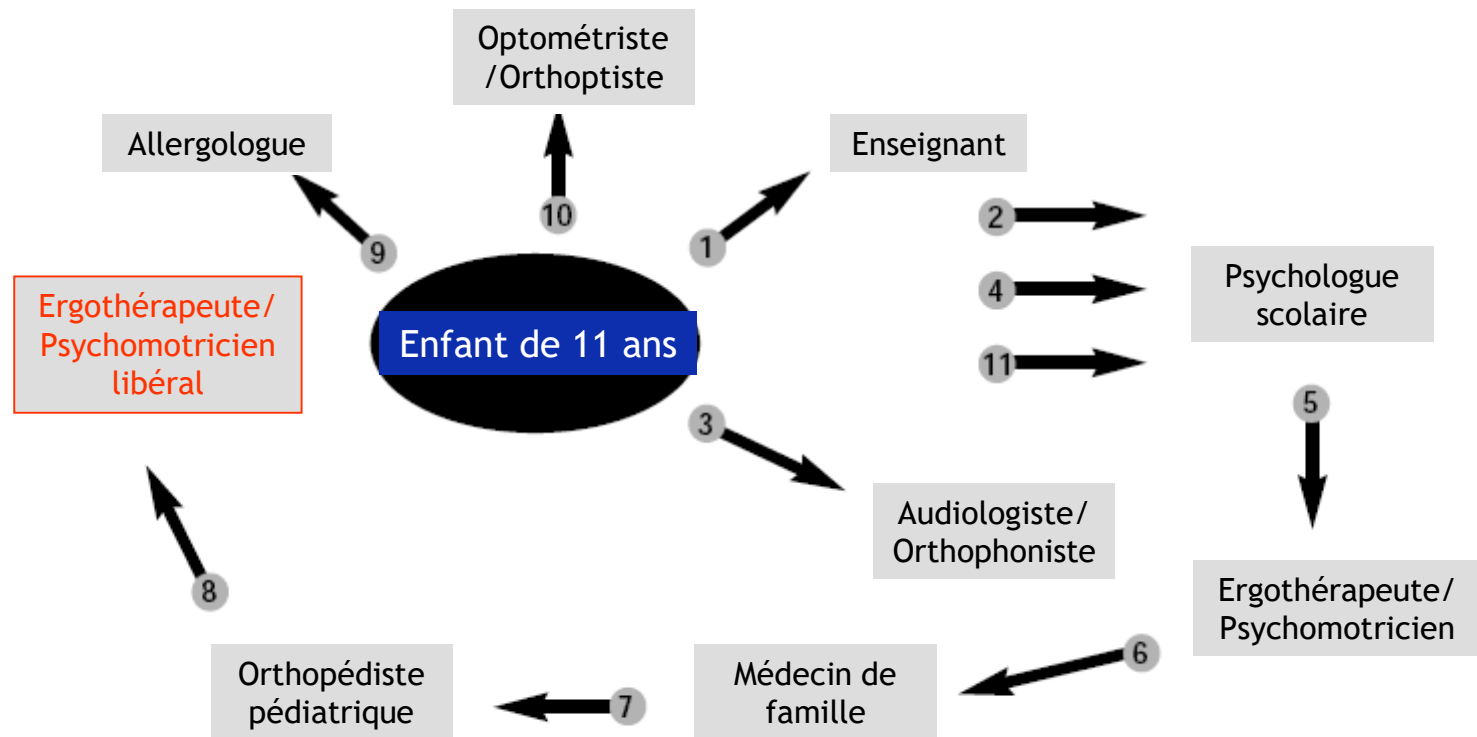 Optométriste
/Orthoptiste
Allergologue
Enseignant
10
2
1
9
Ergothérapeute/
Psychomotricien
libéral
Enfant de 11 ans
4
Psychologue
scolaire
11
3
5
Audiologiste/
Orthophoniste
8
Ergothérapeute/
Psychomotricien
6
Orthopédiste
pédiatrique
7
Médecin de
famille